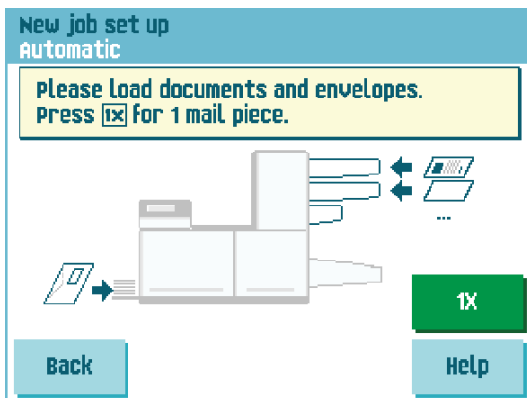 New job set up
Automatic
Please load documents and envelopes.
Press 1x for 1 mail piece.
...
1X
Back
Help